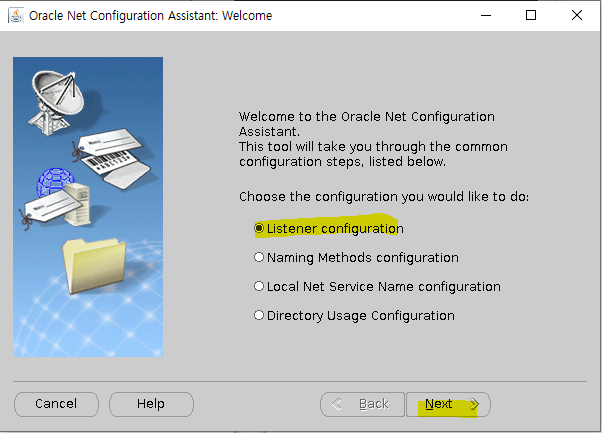 Oracle Net Configuration Assistant: Welcome
Welcome to the Oracle Net Configuration
Assistant.
This tool will take you through the common
configuration steps, listed below.
Choose the configuration you would like to do:
Listener configuration
Naming Methods configuration
Local Net Service Name configuration
Directory Usage Configuration
Cancel
Help
Back
Next